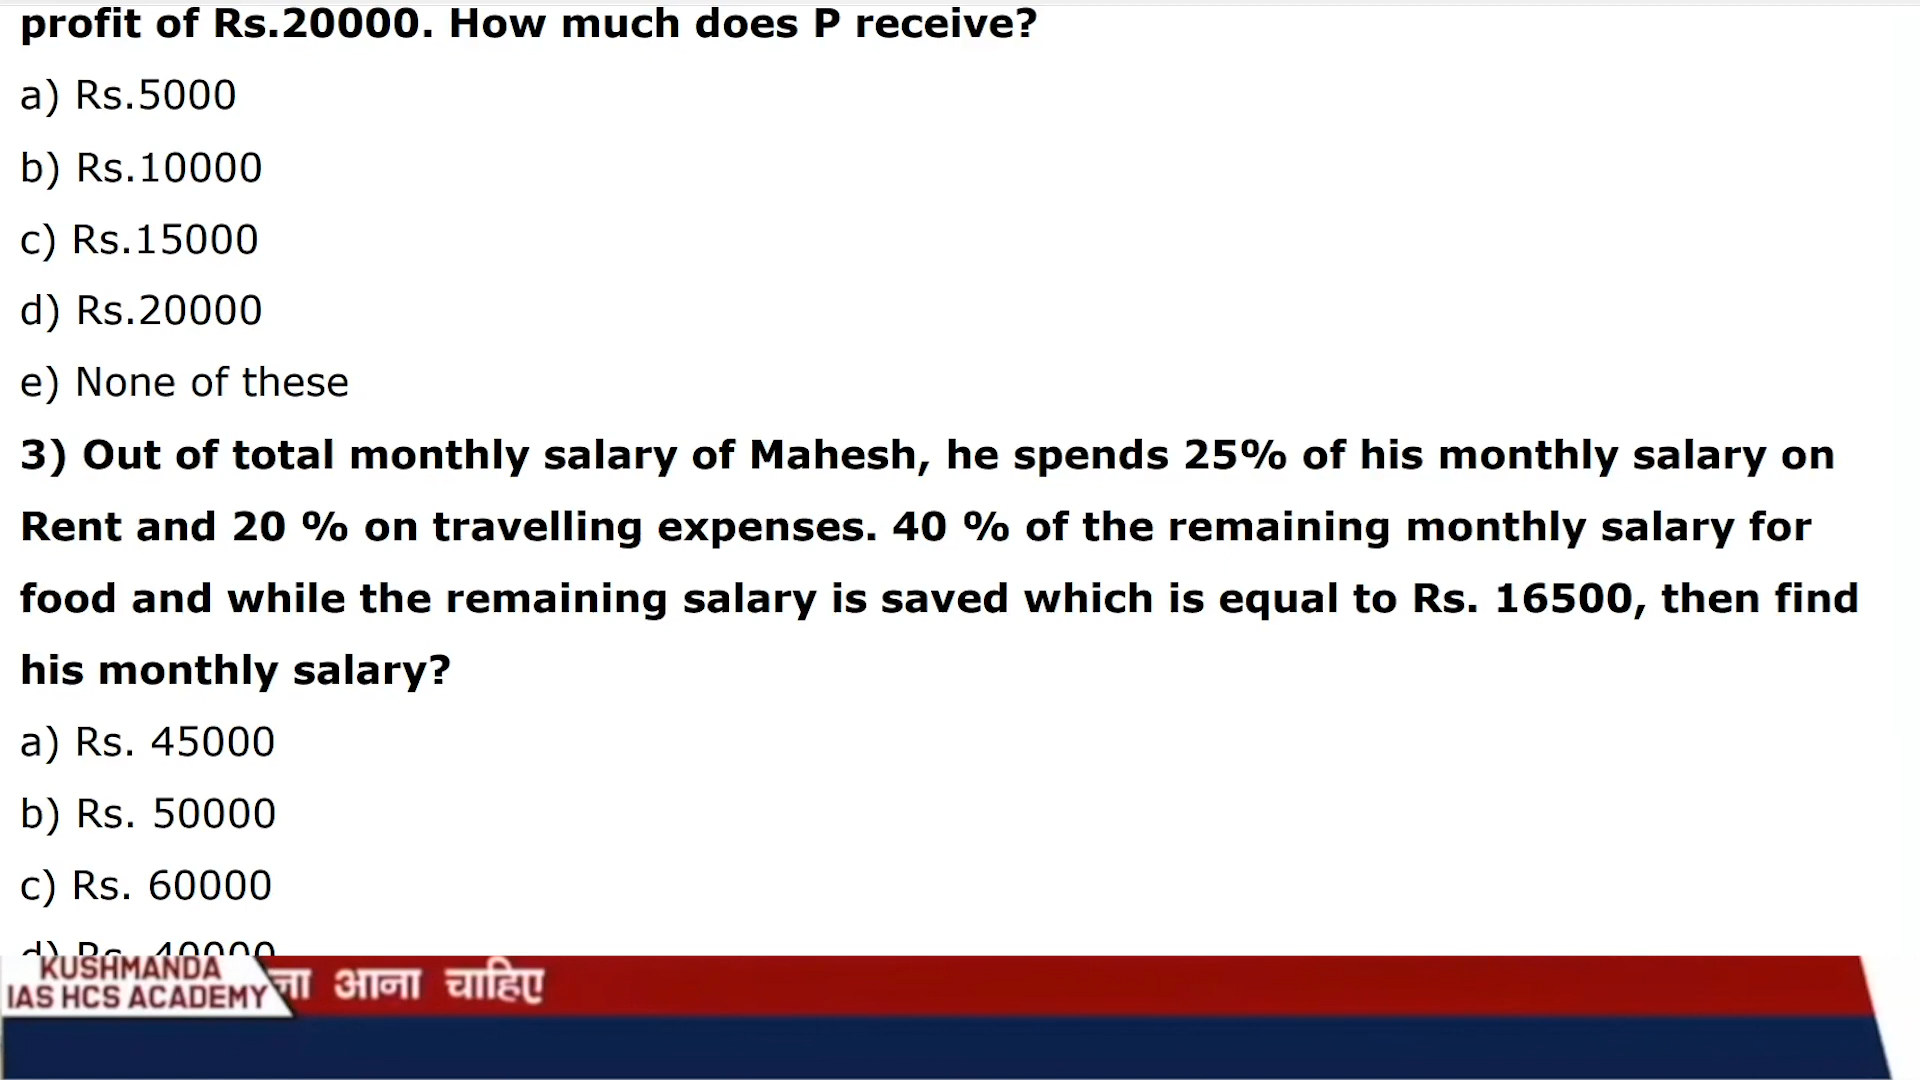 profit of Rs.20000. How much does P receive?
a) Rs.5000
b) Rs.10000
c) Rs.15000
d) Rs.20000
e) None of these
3) Out of total monthly salary of Mahesh, he spends 25% of his monthly salary on
Rent and 20 % on travelling expenses. 40 % of the remaining monthly salary for
food and while the remaining salary is saved which is equal to Rs. 16500, then find
his monthly salary?
a) Rs. 45000
b) Rs. 50000
c) Rs. 60000
d) Rs. 40000
KUSHMANDA
IAS HCS ACADEMY
आना चाहिए